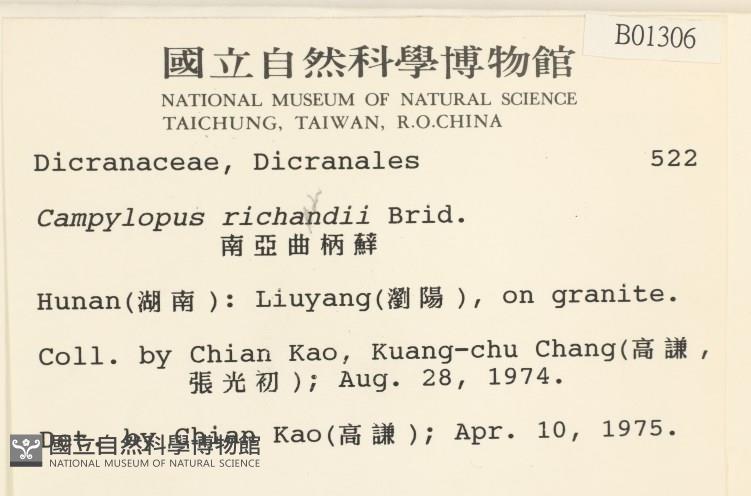 B01306
國立自然科學博物館
NATIONAL MUSEUM OF NATURAL SCIENCE
TAICHUNG, TAIWAN, R.O.CHINA
Dicranaceae, Dicranales 522
Campylopus richandii Brid.
南亞曲柄蘚
Hunan(湖南): Liuyang(瀏陽), on granite.
Coll. by Chian Kao, Kuang-chu Chang(高謙,
張光初); Aug. 28, 1974.
Det. by Chian Kao(高謙); Apr. 10, 1975.
國立自然科學博物館
NATIONAL MUSEUM OF NATURAL SCIENCE